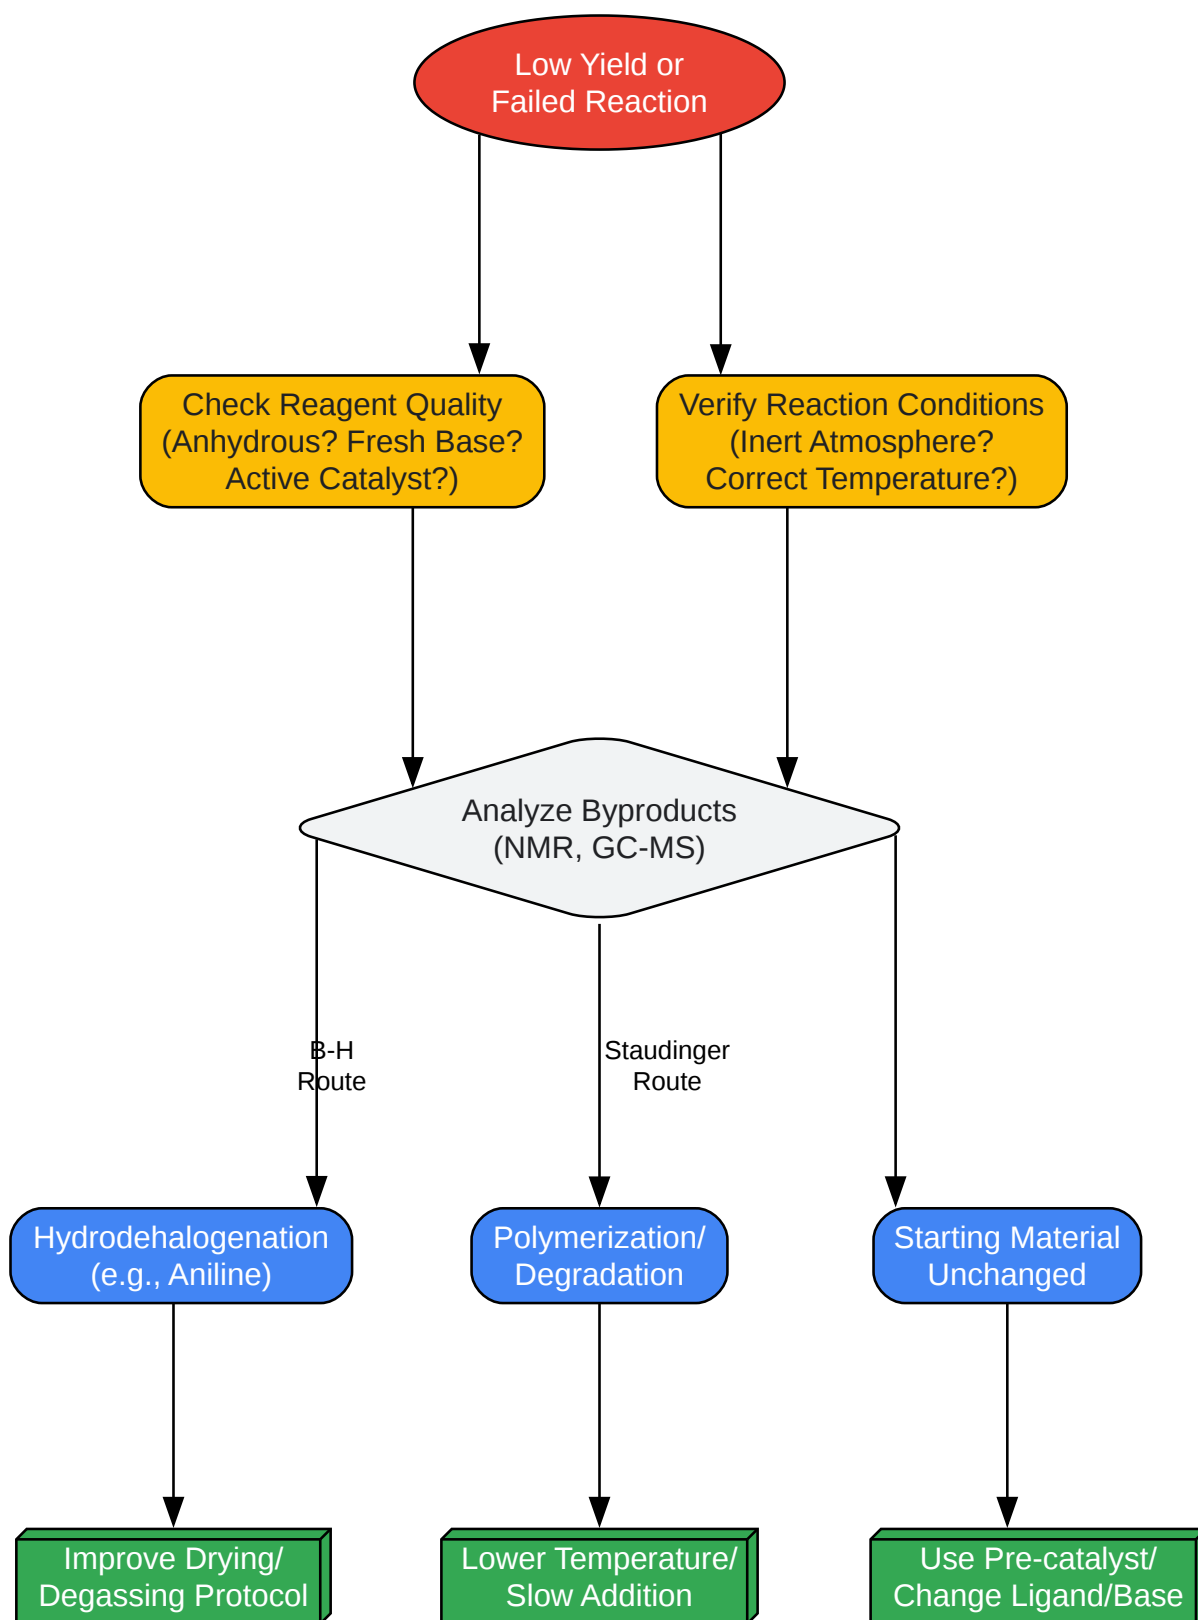 Low Yield or
Failed Reaction
Check Reagent Quality
(Anhydrous? Fresh Base?
Active Catalyst?)
Verify Reaction Conditions
(Inert Atmosphere?
Correct Temperature?)
Analyze Byproducts
(NMR, GC-MS)
B-H
Route
Staudinger
Route
Hydrodehalogenation
(e.g., Aniline)
Polymerization/
Degradation
Starting Material
Unchanged
Improve Drying/
Degassing Protocol
Lower Temperature/
Slow Addition
Use Pre-catalyst/
Change Ligand/Base